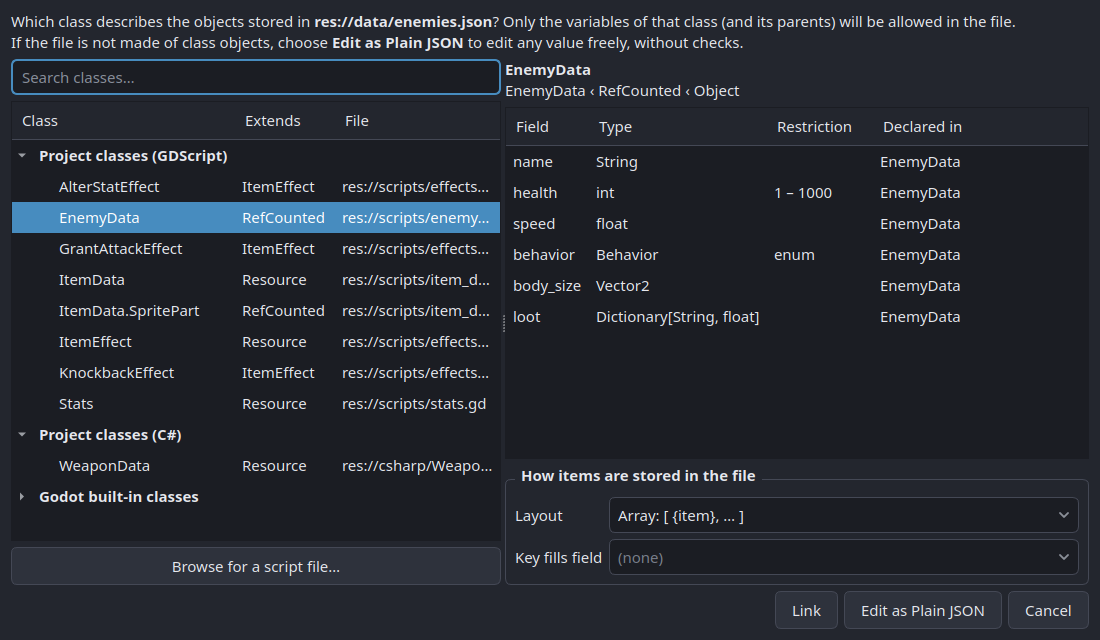 Which class describes the objects stored in res://data/enemies.json? Only the variables of that class (and its parents) will be allowed in the file.
If the file is not made of class objects, choose Edit as Plain JSON to edit any value freely, without checks.
Search classes...
Class Extends File
Project classes (GDScript)
AlterStatEffect ItemEffect res://scripts/effects...
EnemyData RefCounted res://scripts/enemy...
GrantAttackEffect ItemEffect res://scripts/effects...
ItemData Resource res://scripts/item_d...
ItemData.SpritePart RefCounted res://scripts/item_d...
ItemEffect Resource res://scripts/effects...
KnockbackEffect ItemEffect res://scripts/effects...
Stats Resource res://scripts/stats.gd
Project classes (C#)
WeaponData Resource res://csharp/Weapo...
Godot built-in classes
Browse for a script file...
EnemyData
EnemyData ‹ RefCounted ‹ Object
Field Type Restriction Declared in
name String EnemyData
health int 1 – 1000 EnemyData
speed float EnemyData
behavior Behavior enum EnemyData
body_size Vector2 EnemyData
loot Dictionary[String, float] EnemyData
How items are stored in the file
Layout Array: [ {item}, ... ]
Key fills field (none)
Link Edit as Plain JSON Cancel